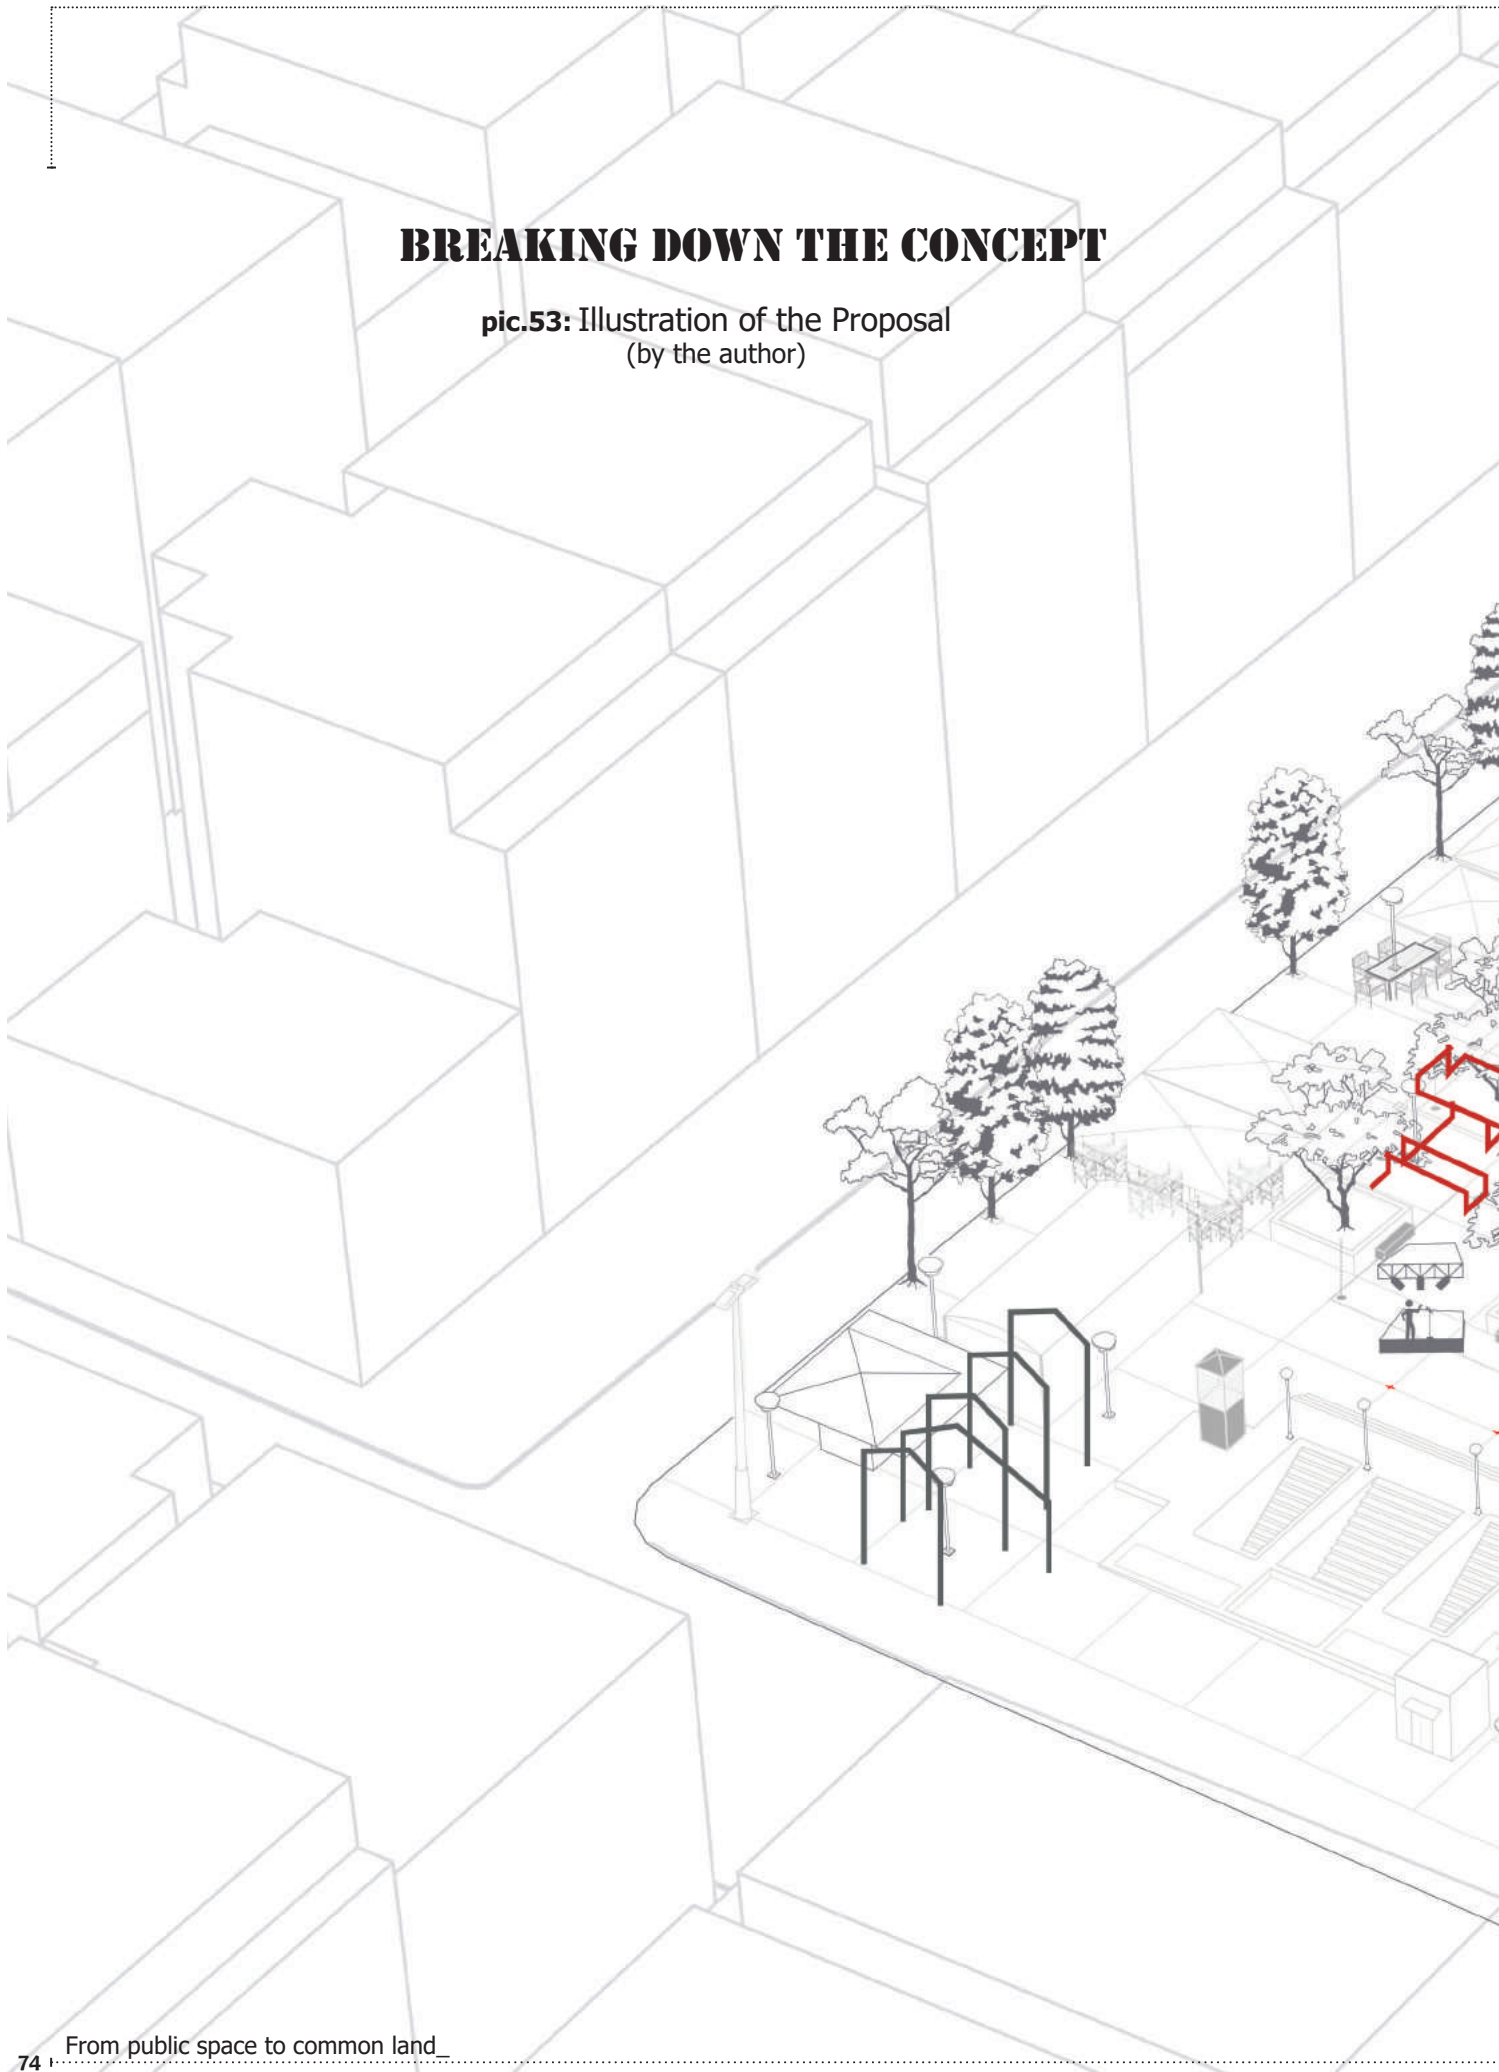 BREAKING DOWN THE CONCEPT
pic.53: Illustration of the Proposal
(by the author)
From public space to common land_
74